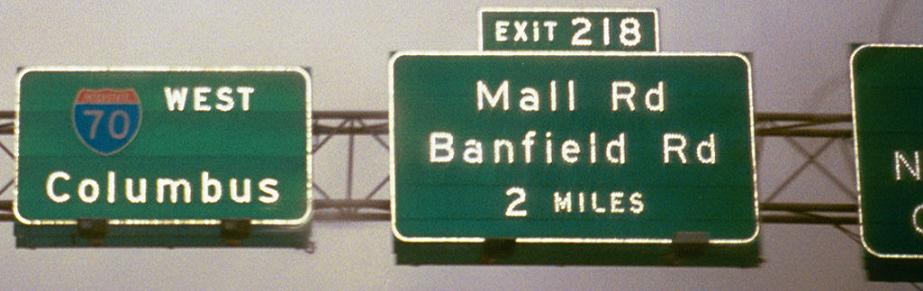 INTERSTATE
70
WEST
Columbus
EXIT 218
Mall Rd
Banfield Rd
2 MILES
N